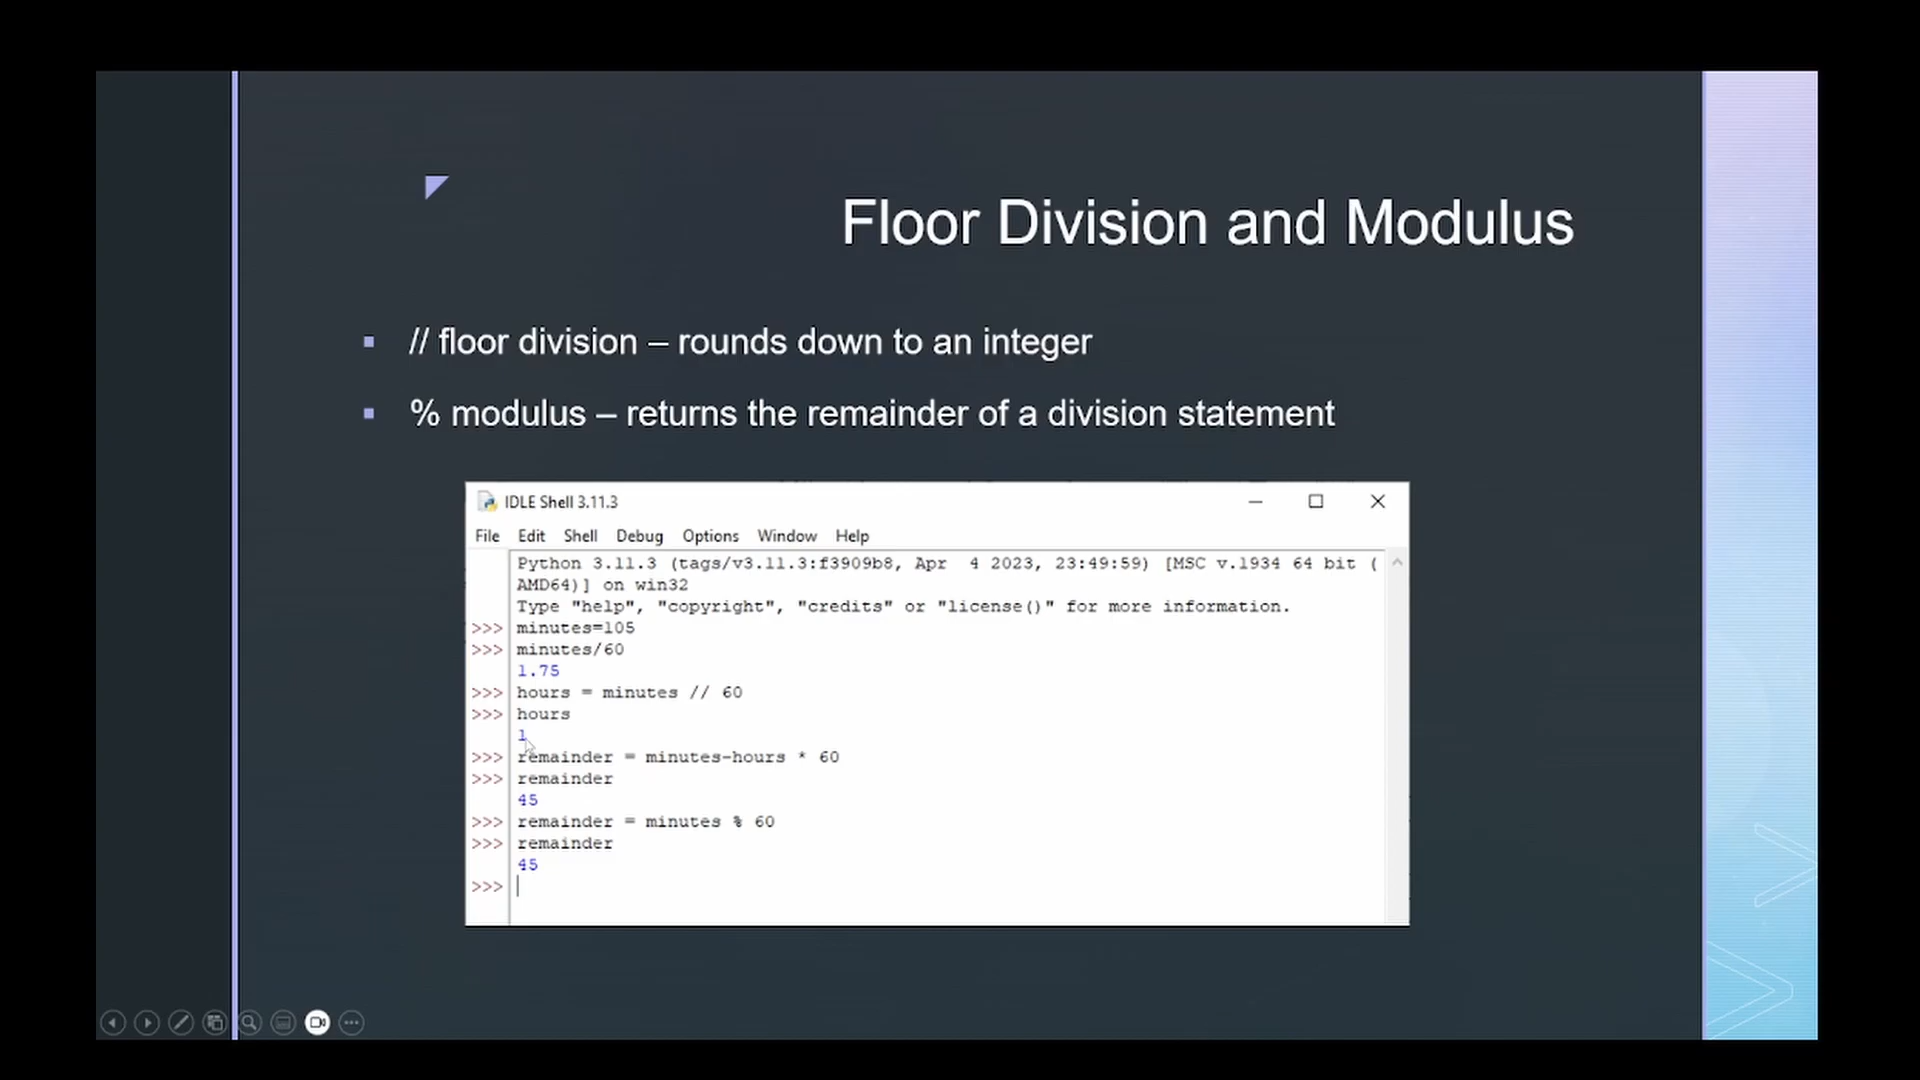 Floor Division and Modulus
// floor division – rounds down to an integer
% modulus – returns the remainder of a division statement
IDLE Shell 3.11.3
File Edit Shell Debug Options Window Help
Python 3.11.3 (tags/v3.11.3:f3909b8, Apr  4 2023, 23:49:59) [MSC v.1934 64 bit (
AMD64)] on win32
Type "help", "copyright", "credits" or "license()" for more information.
>>> minutes=105
>>> minutes/60
1.75
>>> hours = minutes // 60
>>> hours
1
>>> remainder = minutes-hours * 60
>>> remainder
45
>>> remainder = minutes % 60
>>> remainder
45
>>>